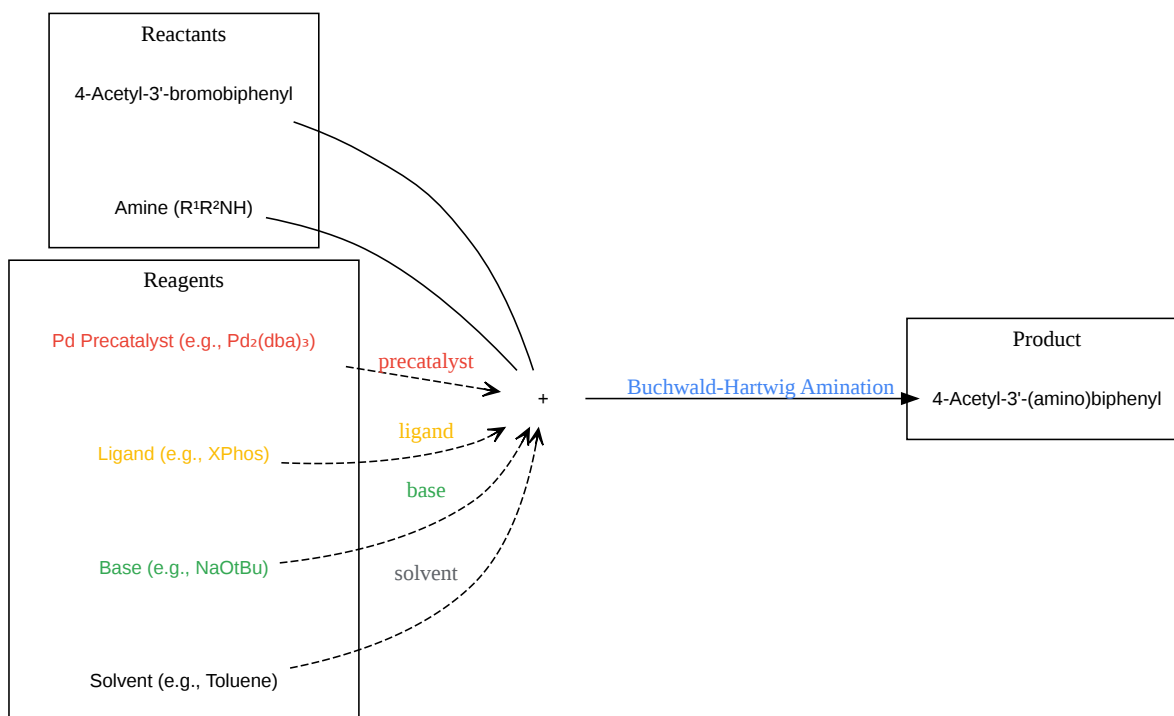 Reactants
4-Acetyl-3'-bromobiphenyl
Amine (R¹R²NH)
Reagents
Pd Precatalyst (e.g., Pd₂(dba)₃)
Ligand (e.g., XPhos)
Base (e.g., NaOtBu)
Solvent (e.g., Toluene)
precatalyst
ligand
base
solvent
+
Buchwald-Hartwig Amination
Product
4-Acetyl-3'-(amino)biphenyl